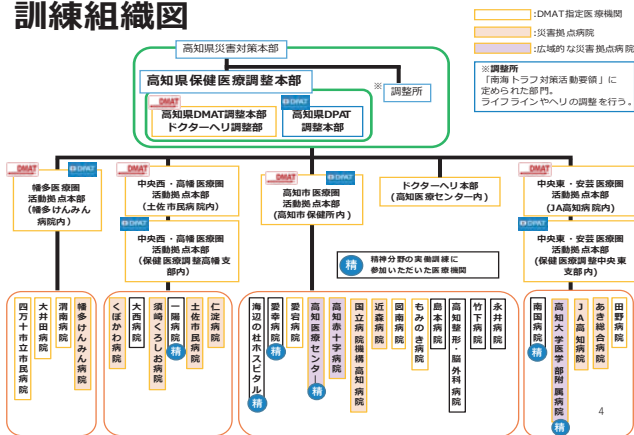 訓練組織図
:DMAT指定医療機関
:災害拠点病院
:広域的な災害拠点病院
※調整所
「南海トラフ対策活動要領」に
定められた部門。
ライフラインやヘリの調整を行う。
高知県災害対策本部
高知県保健医療調整本部
※
調整所
DMAT
高知県DMAT調整本部
ドクターヘリ調整部
DPAT
高知県DPAT
調整本部
DMAT
DPAT
幡多医療圏
活動拠点本部
(幡多けんみん
病院内)
DMAT
中央西・高幡医療圏
活動拠点本部
(土佐市民病院内)
DPAT
中央西・高幡医療圏
活動拠点本部
(保健医療調整高幡支
部内)
DMAT
DPAT
高知市医療圏
活動拠点本部
(高知市保健所内)
ドクターヘリ本部
(高知医療センター内)
DMAT
中央東・安芸医療圏
活動拠点本部
(JA高知病院内)
DPAT
中央東・安芸医療圏
活動拠点本部
(保健医療調整中央東
支部内)
精
精神分野の実働訓練に
参加いただいた医療機関
四万十市立市民病院
大井田病院
渭南病院
幡多けんみん病院
くぼかわ病院
大西病院
須崎くろしお病院
一陽病院
精
土佐市民病院
仁淀病院
海辺の杜ホスピタル
精
愛幸病院
精
愛宕病院
高知医療センター
精
高知赤十字病院
国立病院機構高知病院
近森病院
図南病院
もみのき病院
島本病院
高知整形・脳外科病院
竹下病院
永井病院
南国病院
精
高知大学医学部附属病院
精
JA高知病院
あき総合病院
田野病院
4